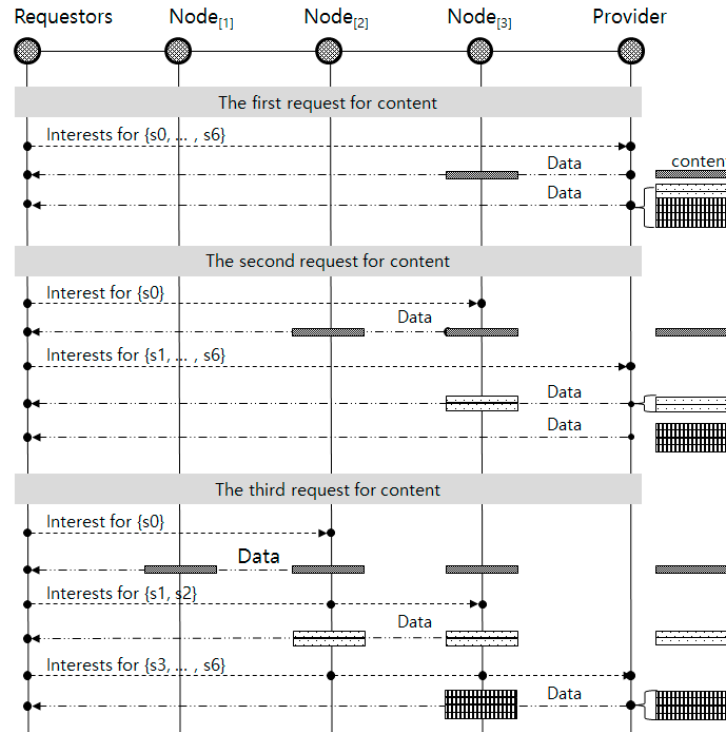 Requestors Node[1] Node[2] Node[3] Provider
The first request for content
Interests for {s0, ... , s6}
Data
content
Data
The second request for content
Interest for {s0}
Data
Interests for {s1, ... , s6}
Data
Data
The third request for content
Interest for {s0}
Data
Interests for {s1, s2}
Data
Interests for {s3, ... , s6}
Data